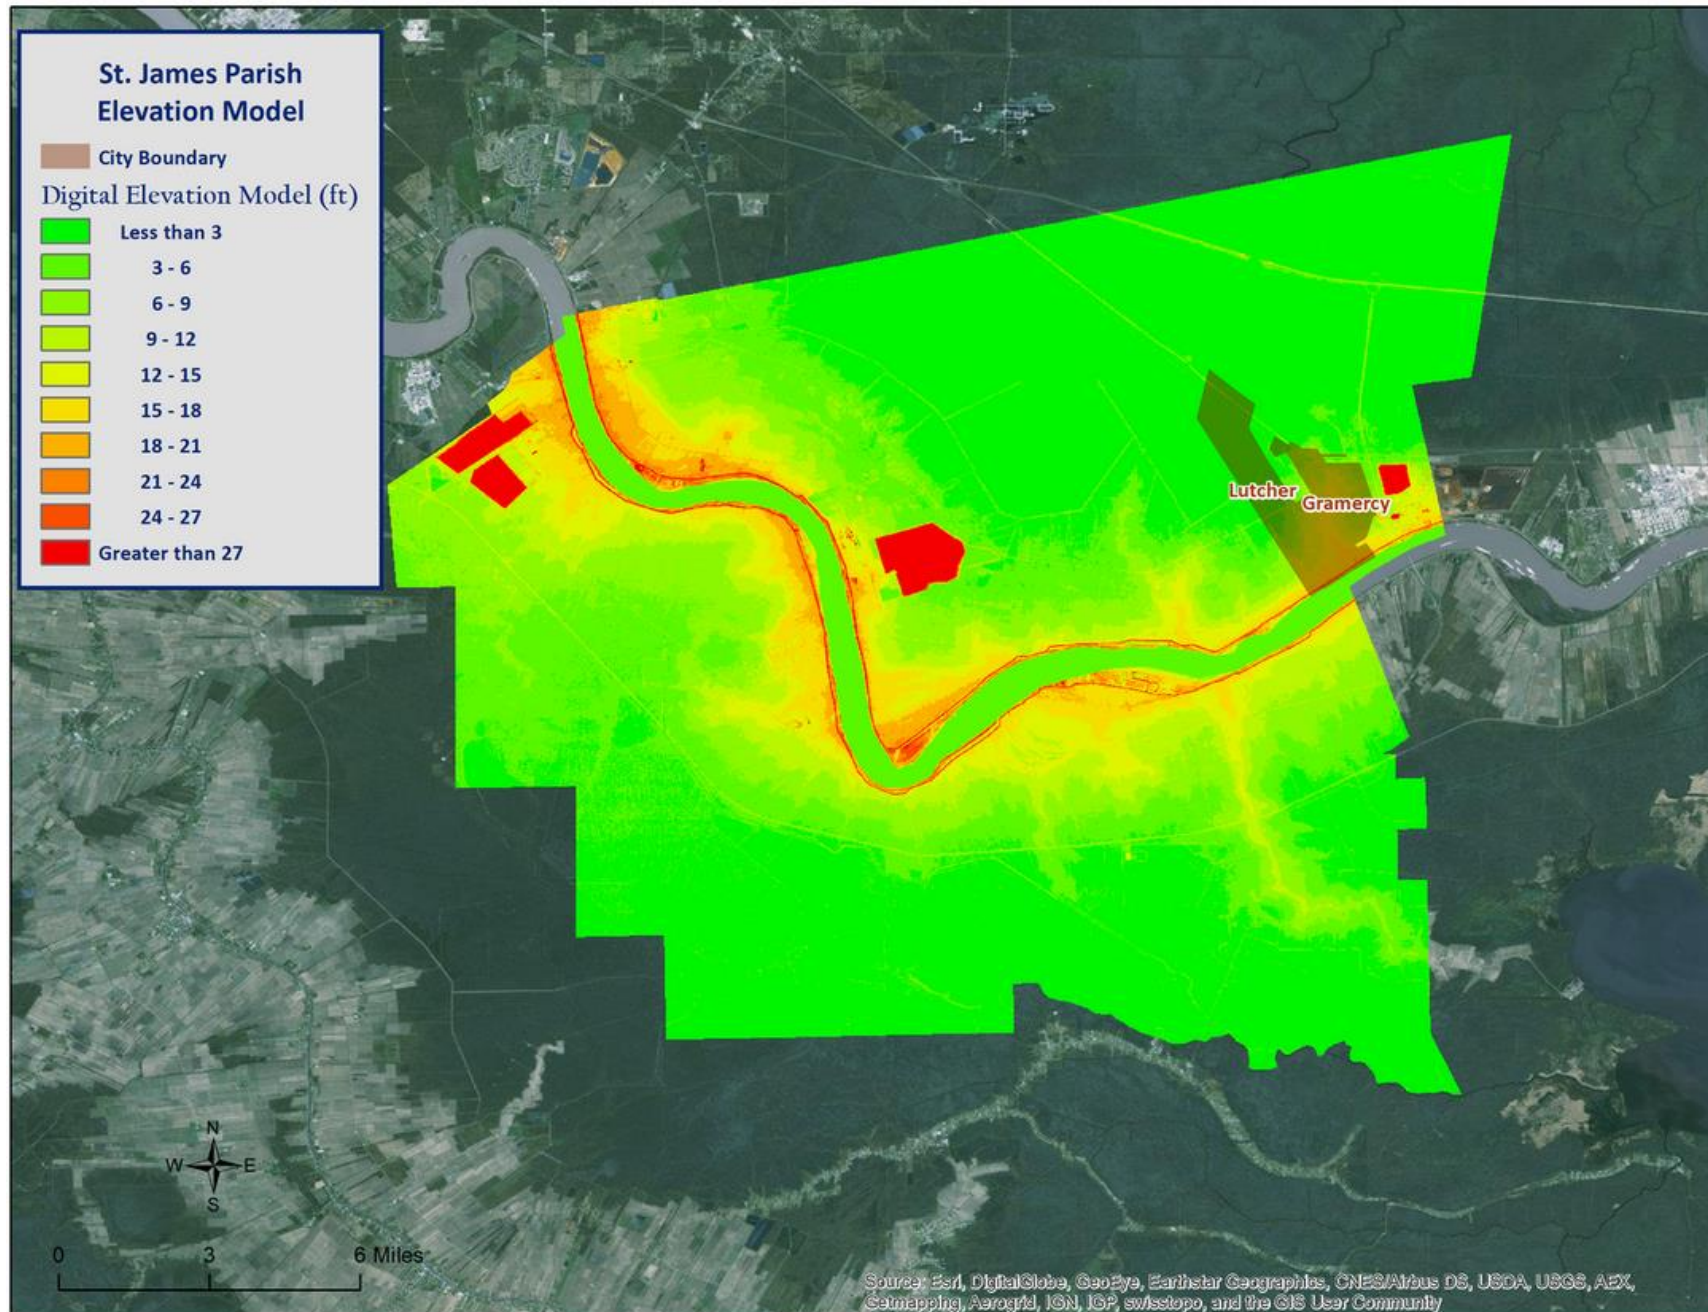 St. James Parish
Elevation Model
City Boundary
Digital Elevation Model (ft)
Less than 3
3 - 6
6 - 9
9 - 12
12 - 15
15 - 18
18 - 21
21 - 24
24 - 27
Greater than 27
Lutcher
Gramercy
N
W E
S
0 3 6 Miles
Source: Esri, DigitalGlobe, GeoEye, Earthstar Geographics, CNES/Airbus DS, USDA, USGS, AEX,
Getmapping, Aerogrid, IGN, IGP, swisstopo, and the GIS User Community